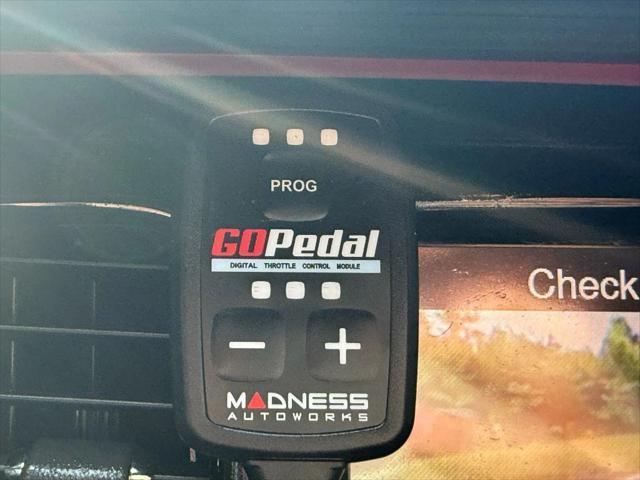 PROG
GOPedal
DIGITAL THROTTLE CONTROL MODULE
Check
− +
MADNESS
AUTOWORKS